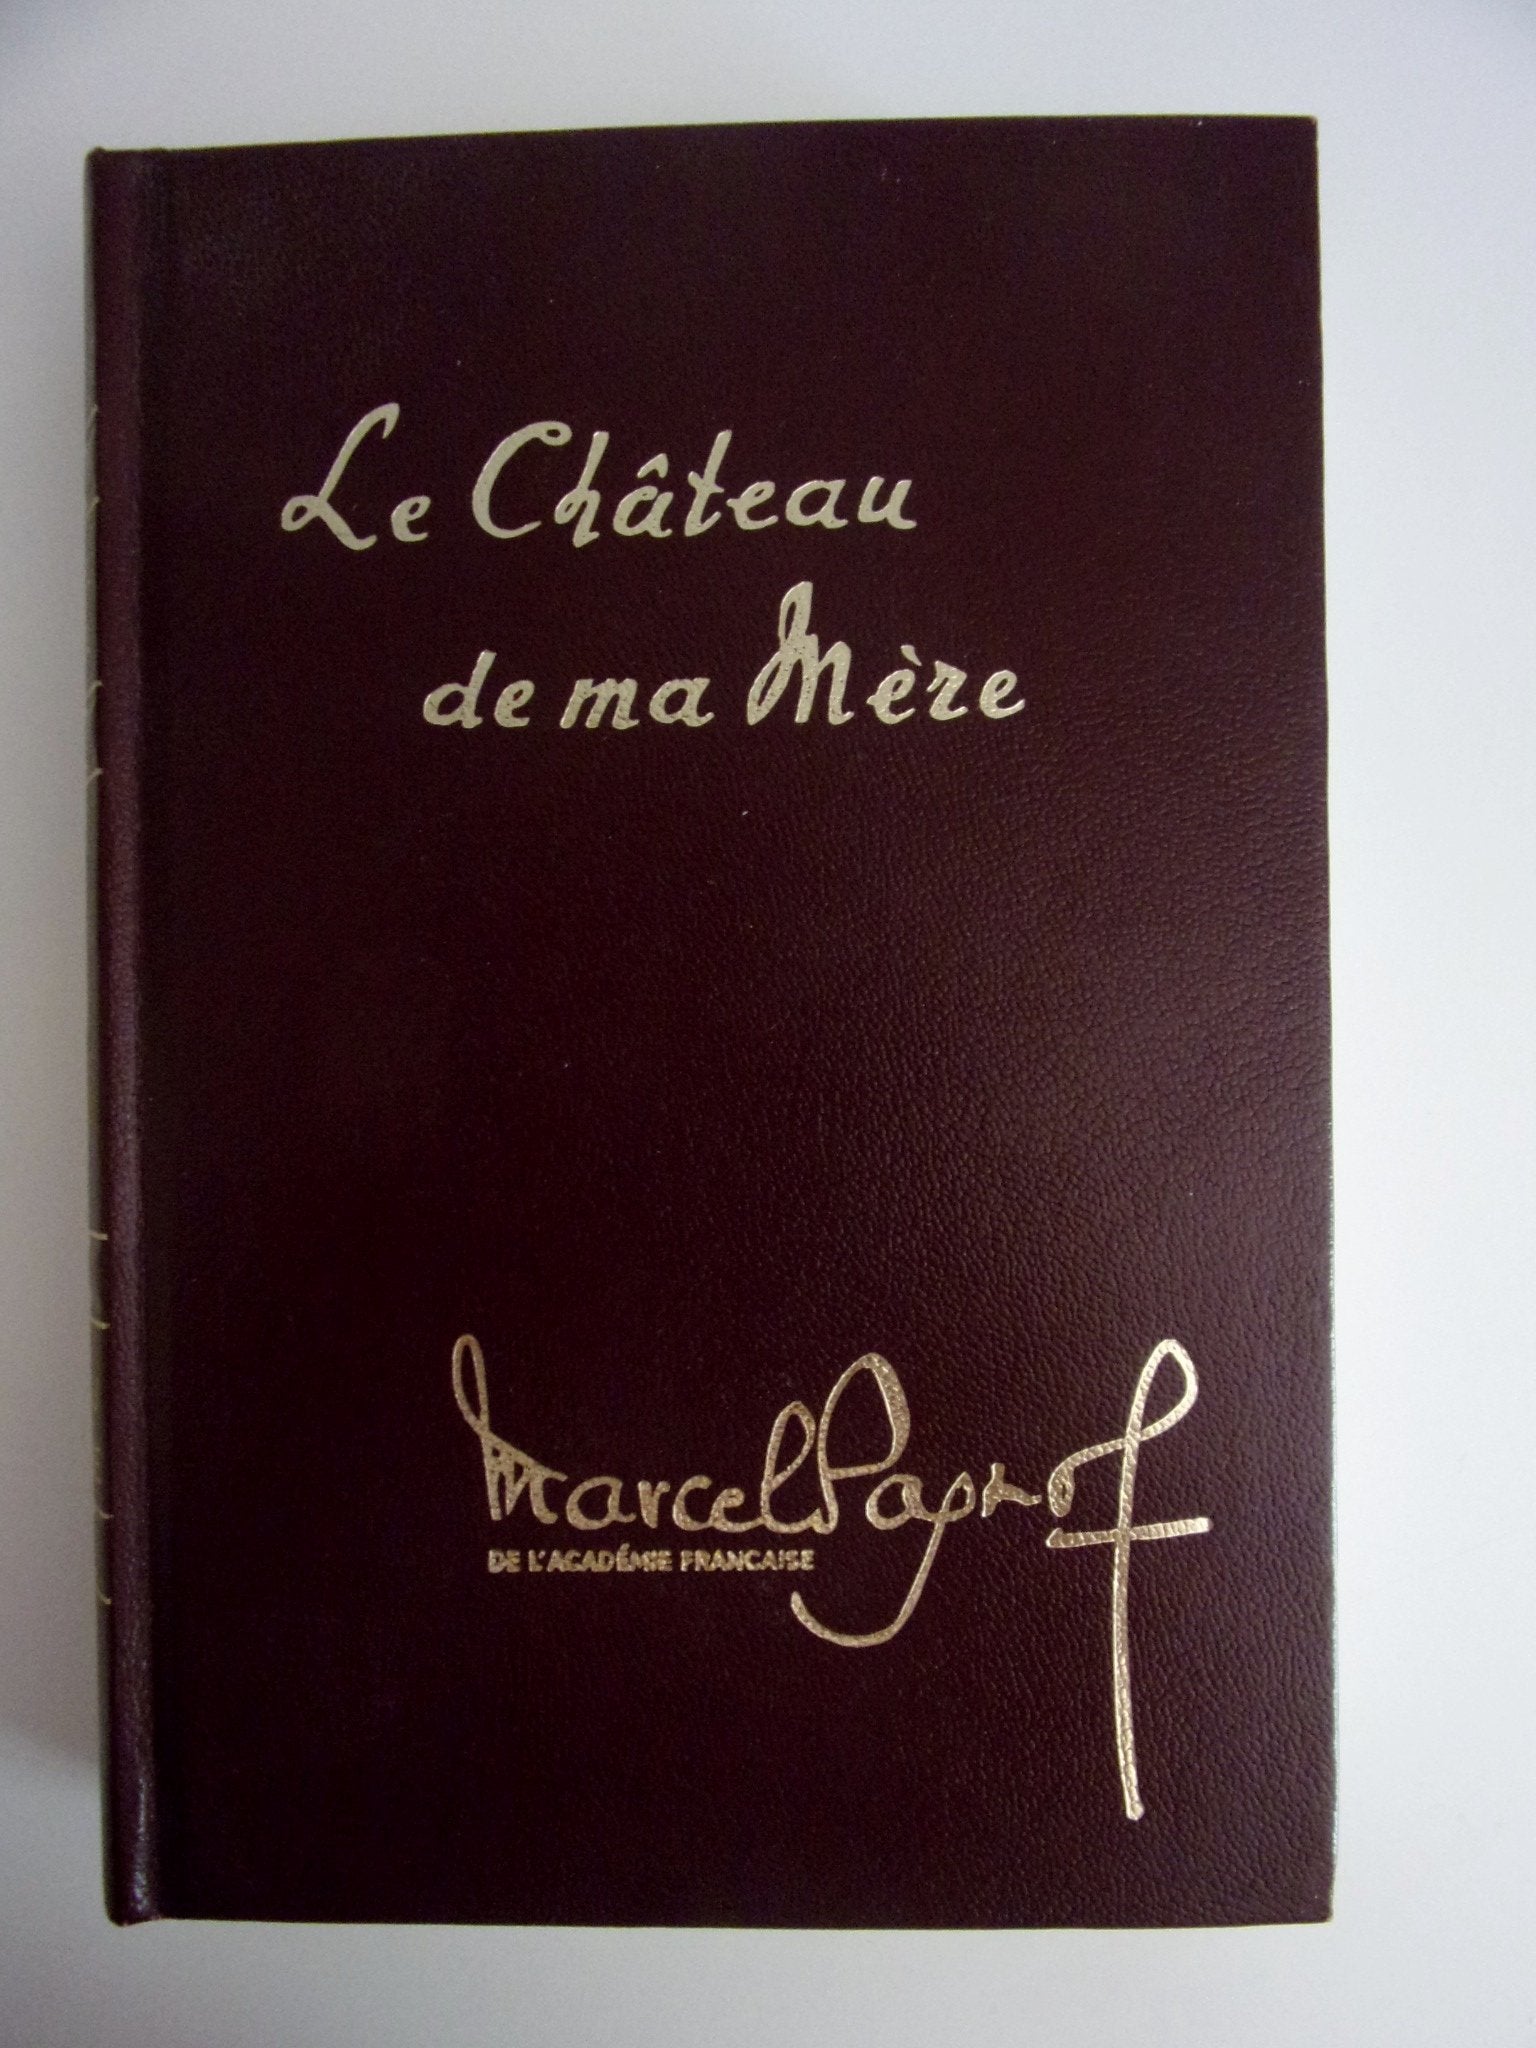 Le Château
de ma Mère
Marcel Pagnol
DE L'ACADÉMIE FRANCAISE